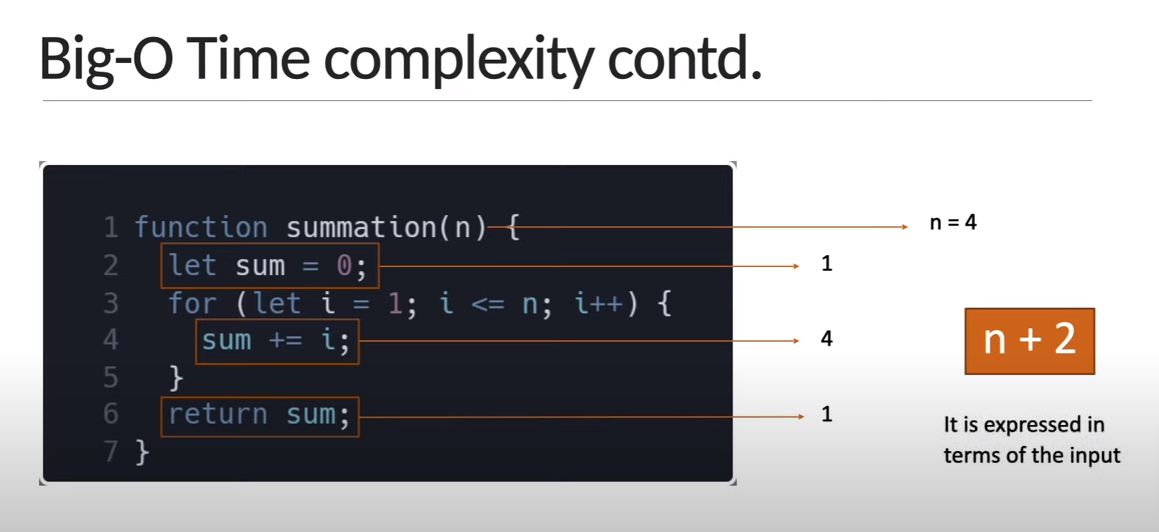 Big-O Time complexity contd.
1 function summation(n) {
n = 4
2 let sum = 0;
1
3 for (let i = 1; i <= n; i++) {
4 sum += i;
4
5 }
6 return sum;
1
7 }
n + 2
It is expressed in
terms of the input